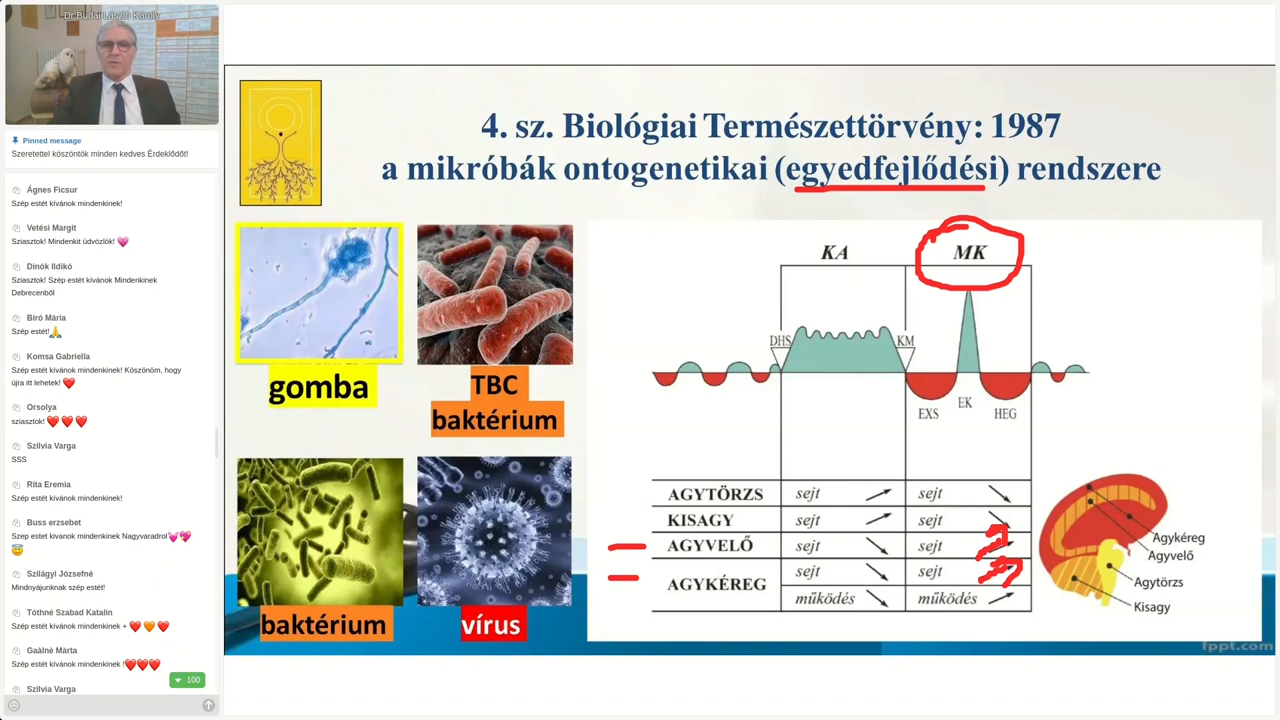 Dr Budai László Károly
Pinned message
Szeretettel köszöntök minden kedves Érdeklődőt!
Ágnes Ficsur
Szép estét kívánok mindenkinek!
Vetési Margit
Sziasztok! Mindenkit üdvözlök!
Dinók Ildikó
Sziasztok! Szép estét kívánok Mindenkinek
Debrecenből
Biró Mária
Szép estét!
Komsa Gabriella
Szép estét kívánok mindenkinek! Köszönöm, hogy
újra itt lehetek!
Orsolya
sziasztok!
Szilvia Varga
SSS
Rita Eremia
Szép estét kívánok mindenkinek!
Buss erzsebet
Szep estet kivanok mindenkinek Nagyvaradrol
Szilágyi Józsefné
Mindnyájunknak szép estét!
Tóthné Szabad Katalin
Szép estét kívánok mindenkinek +
Gaàlnè Màrta
Szép estét kívánok mindenkinek !
100
Szilvia Varga
4. sz. Biológiai Természettörvény: 1987
a mikróbák ontogenetikai (egyedfejlődési) rendszere
gomba
TBC
baktérium
baktérium
vírus
KA
MK
DHS
KM
EXS
EK
HEG
AGYTÖRZS sejt sejt
KISAGY sejt sejt
AGYVELŐ sejt sejt
AGYKÉREG sejt sejt
működés működés
Agykéreg
Agyvelő
Agytörzs
Kisagy
fppt.com